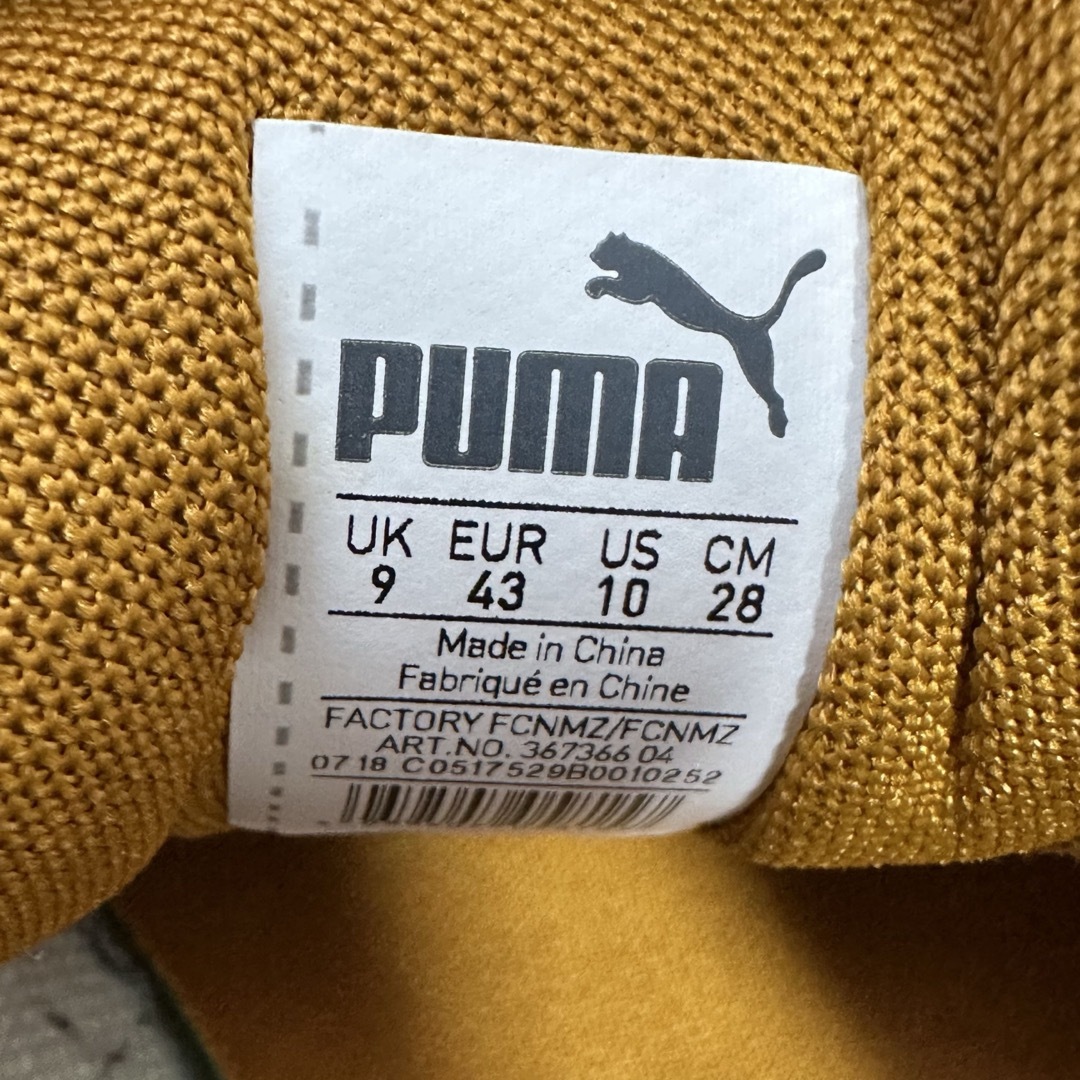 PUMA
UK EUR US CM
9 43 10 28
Made in China
Fabriqué en Chine
FACTORY FCNMZ/FCNMZ
ART.NO. 367366 04
07 18 C0517529B0010252